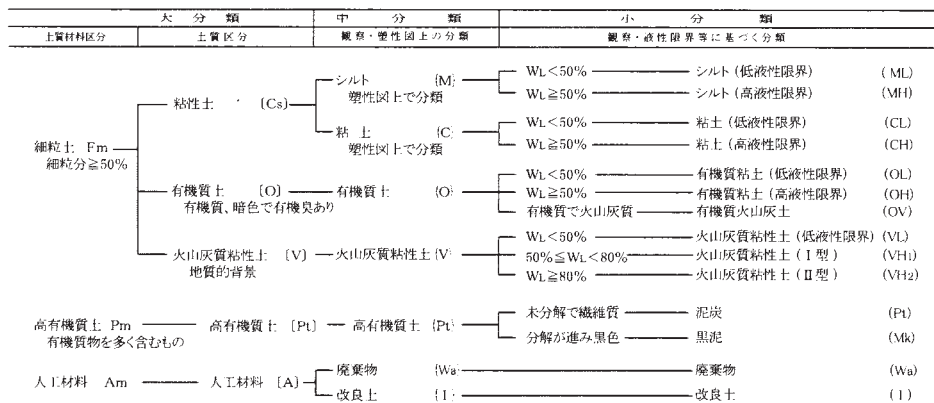 大分類 中分類 小分類
土質材料区分 土質区分 観察・塑性図上の分類 観察・液性限界等に基づく分類
シルト {M} WL<50% シルト (低液性限界) (ML)
塑性図上で分類 WL≧50% シルト (高液性限界) (MH)
粘性土 [Cs]
粘土 {C} WL<50% 粘土 (低液性限界) (CL)
塑性図上で分類 WL≧50% 粘土 (高液性限界) (CH)
細粒土 Fm
細粒分≧50%
WL<50% 有機質粘土 (低液性限界) (OL)
有機質土 [O] 有機質土 {O} WL≧50% 有機質粘土 (高液性限界) (OH)
有機質、暗色で有機臭あり 有機質で火山灰質 有機質火山灰土 (OV)
WL<50% 火山灰質粘性土 (低液性限界) (VL)
火山灰質粘性土 [V] 火山灰質粘性土 {V} 50%≦WL<80% 火山灰質粘性土 (Ⅰ型) (VH1)
地質的背景 WL≧80% 火山灰質粘性土 (Ⅱ型) (VH2)
未分解で繊維質 泥炭 (Pt)
高有機質土 Pm 高有機質土 [Pt] 高有機質土 {Pt}
有機物を多く含むもの 分解が進み黒色 黒泥 (Mk)
廃棄物 {Wa} 廃棄物 (Wa)
人工材料 Am 人工材料 [A]
改良土 {I} 改良土 (I)